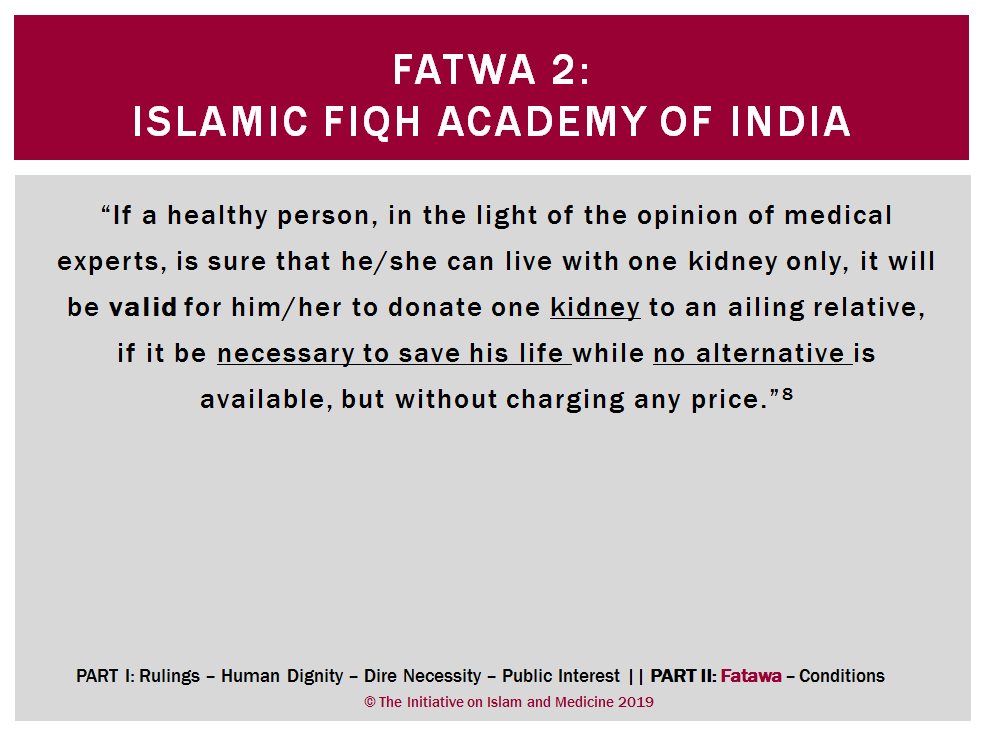 FATWA 2:
ISLAMIC FIQH ACADEMY OF INDIA
“If a healthy person, in the light of the opinion of medical
experts, is sure that he/she can live with one kidney only, it will
be valid for him/her to donate one kidney to an ailing relative,
if it be necessary to save his life while no alternative is
available, but without charging any price.”8
PART I: Rulings – Human Dignity – Dire Necessity – Public Interest || PART II: Fatawa – Conditions
© The Initiative on Islam and Medicine 2019